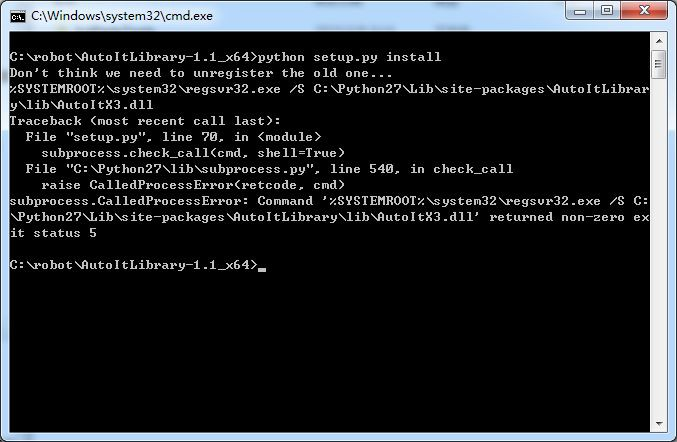 C:\Windows\system32\cmd.exe
C:\robot\AutoItLibrary-1.1_x64>python setup.py install
Don't think we need to unregister the old one...
%SYSTEMROOT%\system32\regsvr32.exe /S C:\Python27\Lib\site-packages\AutoItLibrar
y\lib\AutoItX3.dll
Traceback (most recent call last):
  File "setup.py", line 70, in <module>
    subprocess.check_call(cmd, shell=True)
  File "C:\Python27\lib\subprocess.py", line 540, in check_call
    raise CalledProcessError(retcode, cmd)
subprocess.CalledProcessError: Command '%SYSTEMROOT%\system32\regsvr32.exe /S C:
\Python27\Lib\site-packages\AutoItLibrary\lib\AutoItX3.dll' returned non-zero ex
it status 5
C:\robot\AutoItLibrary-1.1_x64>